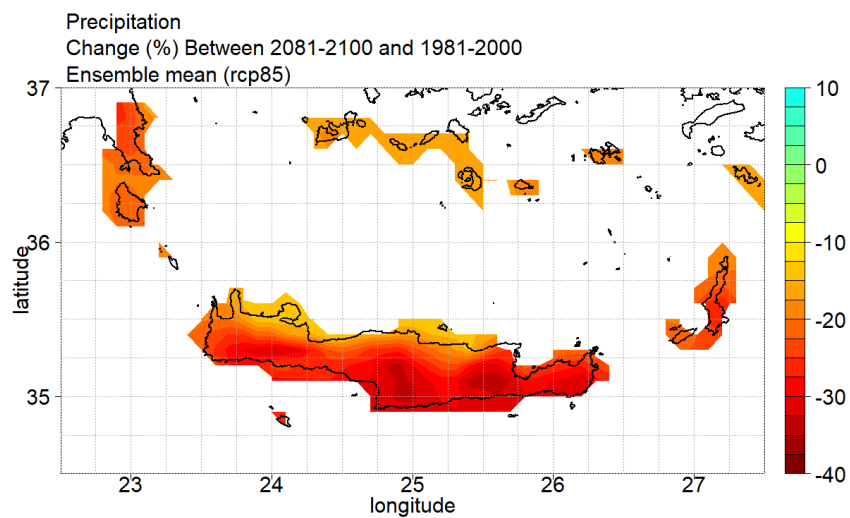 Precipitation
Change (%) Between 2081-2100 and 1981-2000
Ensemble mean (rcp85)
37
36
35
latitude
23
24
25
26
27
longitude
10
0
-10
-20
-30
-40